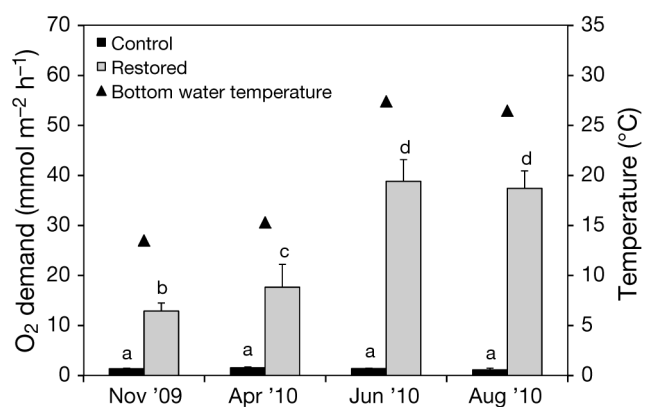 Control
Restored
Bottom water temperature
O₂ demand (mmol m⁻² h⁻¹)
Temperature (°C)
70
60
50
40
30
20
10
0
35
30
25
20
15
10
5
0
a
b
a
c
a
d
a
d
Nov '09
Apr '10
Jun '10
Aug '10